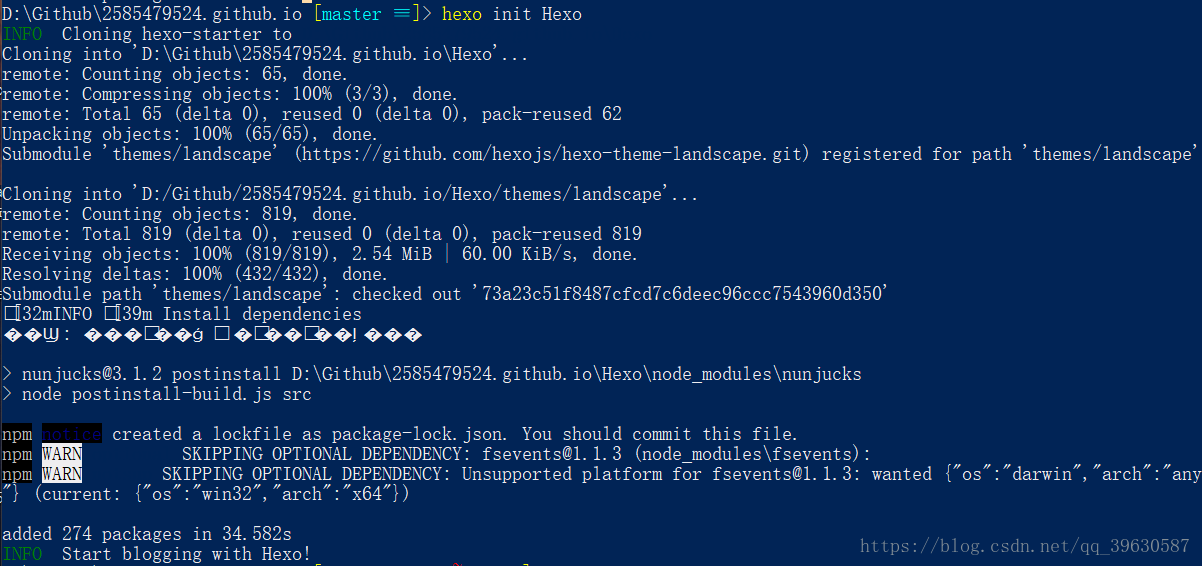 D:\Github\2585479524.github.io [master ≡]> hexo init Hexo
INFO  Cloning hexo-starter to
Cloning into 'D:\Github\2585479524.github.io\Hexo'...
remote: Counting objects: 65, done.
remote: Compressing objects: 100% (3/3), done.
remote: Total 65 (delta 0), reused 0 (delta 0), pack-reused 62
Unpacking objects: 100% (65/65), done.
Submodule 'themes/landscape' (https://github.com/hexojs/hexo-theme-landscape.git) registered for path 'themes/landscape'
Cloning into 'D:/Github/2585479524.github.io/Hexo/themes/landscape'...
remote: Counting objects: 819, done.
remote: Total 819 (delta 0), reused 0 (delta 0), pack-reused 819
Receiving objects: 100% (819/819), 2.54 MiB | 60.00 KiB/s, done.
Resolving deltas: 100% (432/432), done.
Submodule path 'themes/landscape': checked out '73a23c51f8487cfcd7c6deec96ccc7543960d350'
[32mINFO [39m Install dependencies
> nunjucks@3.1.2 postinstall D:\Github\2585479524.github.io\Hexo\node_modules\nunjucks
> node postinstall-build.js src
npm notice created a lockfile as package-lock.json. You should commit this file.
npm WARN SKIPPING OPTIONAL DEPENDENCY: fsevents@1.1.3 (node_modules\fsevents):
npm WARN SKIPPING OPTIONAL DEPENDENCY: Unsupported platform for fsevents@1.1.3: wanted {"os":"darwin","arch":"any
"} (current: {"os":"win32","arch":"x64"})
added 274 packages in 34.582s
INFO  Start blogging with Hexo!
https://blog.csdn.net/qq_39630587